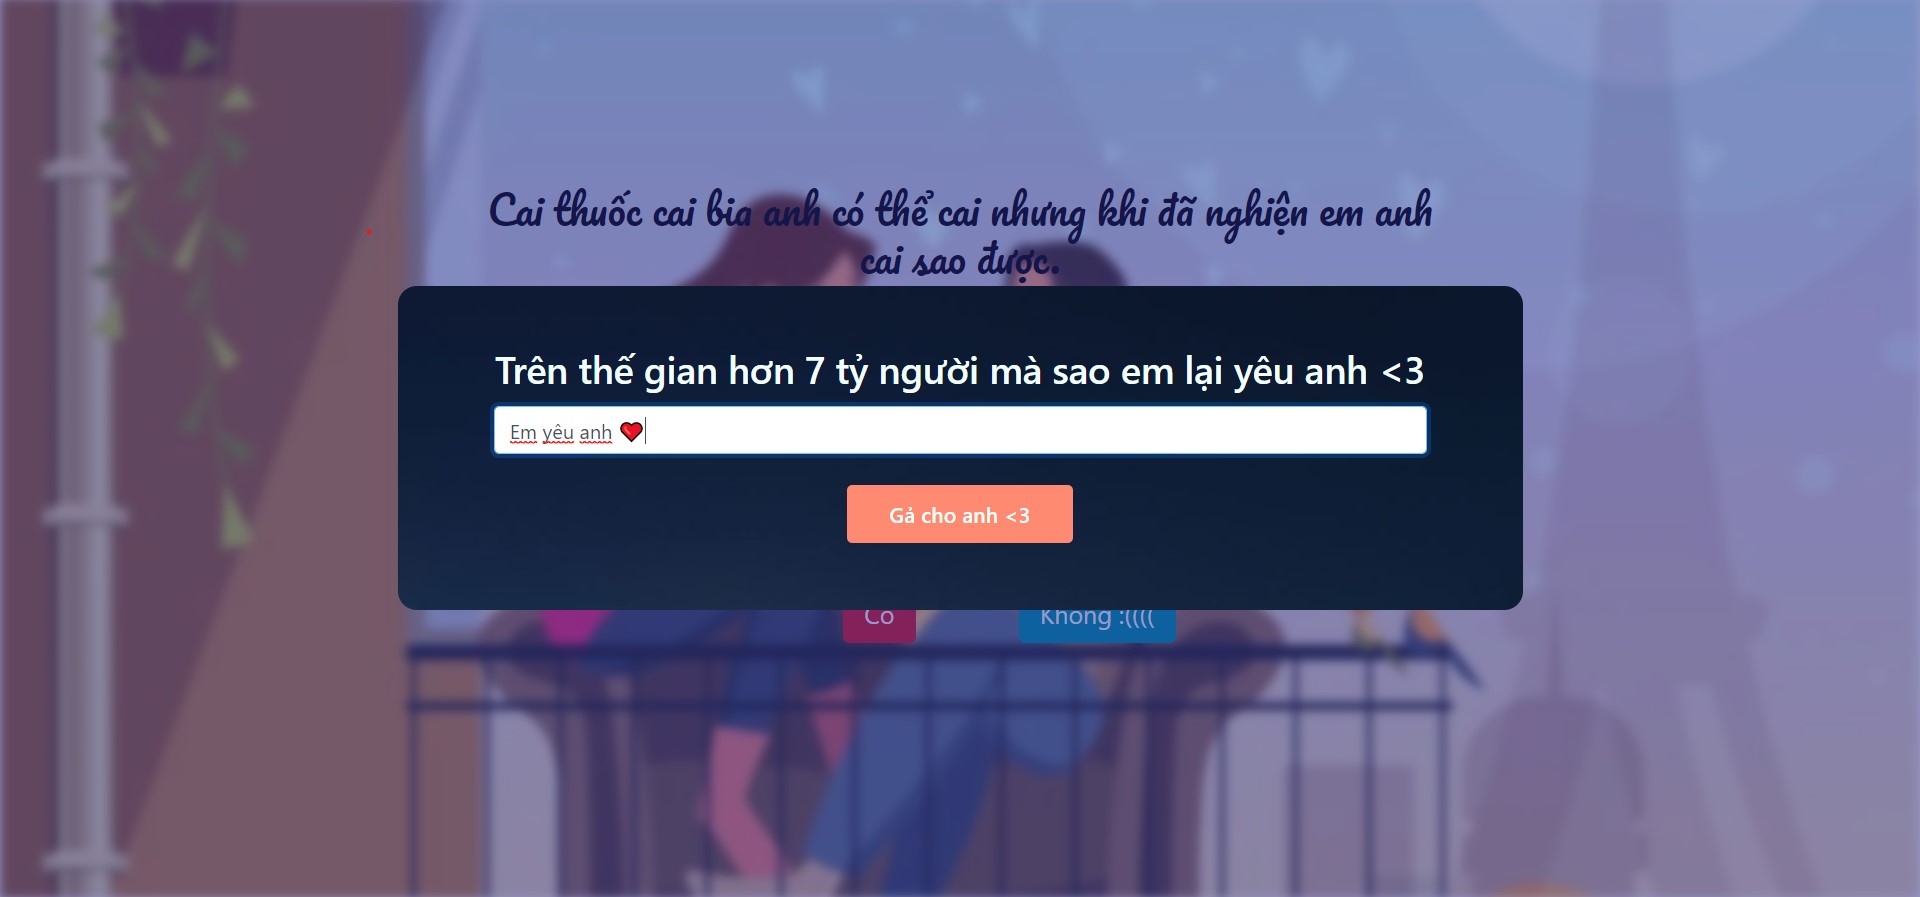 Cai thuốc cai bia anh có thể cai nhưng khi đã nghiện em anh
cai sao được.
Trên thế gian hơn 7 tỷ người mà sao em lại yêu anh <3
Em yêu anh ❤
Gả cho anh <3
Có
Không :((((